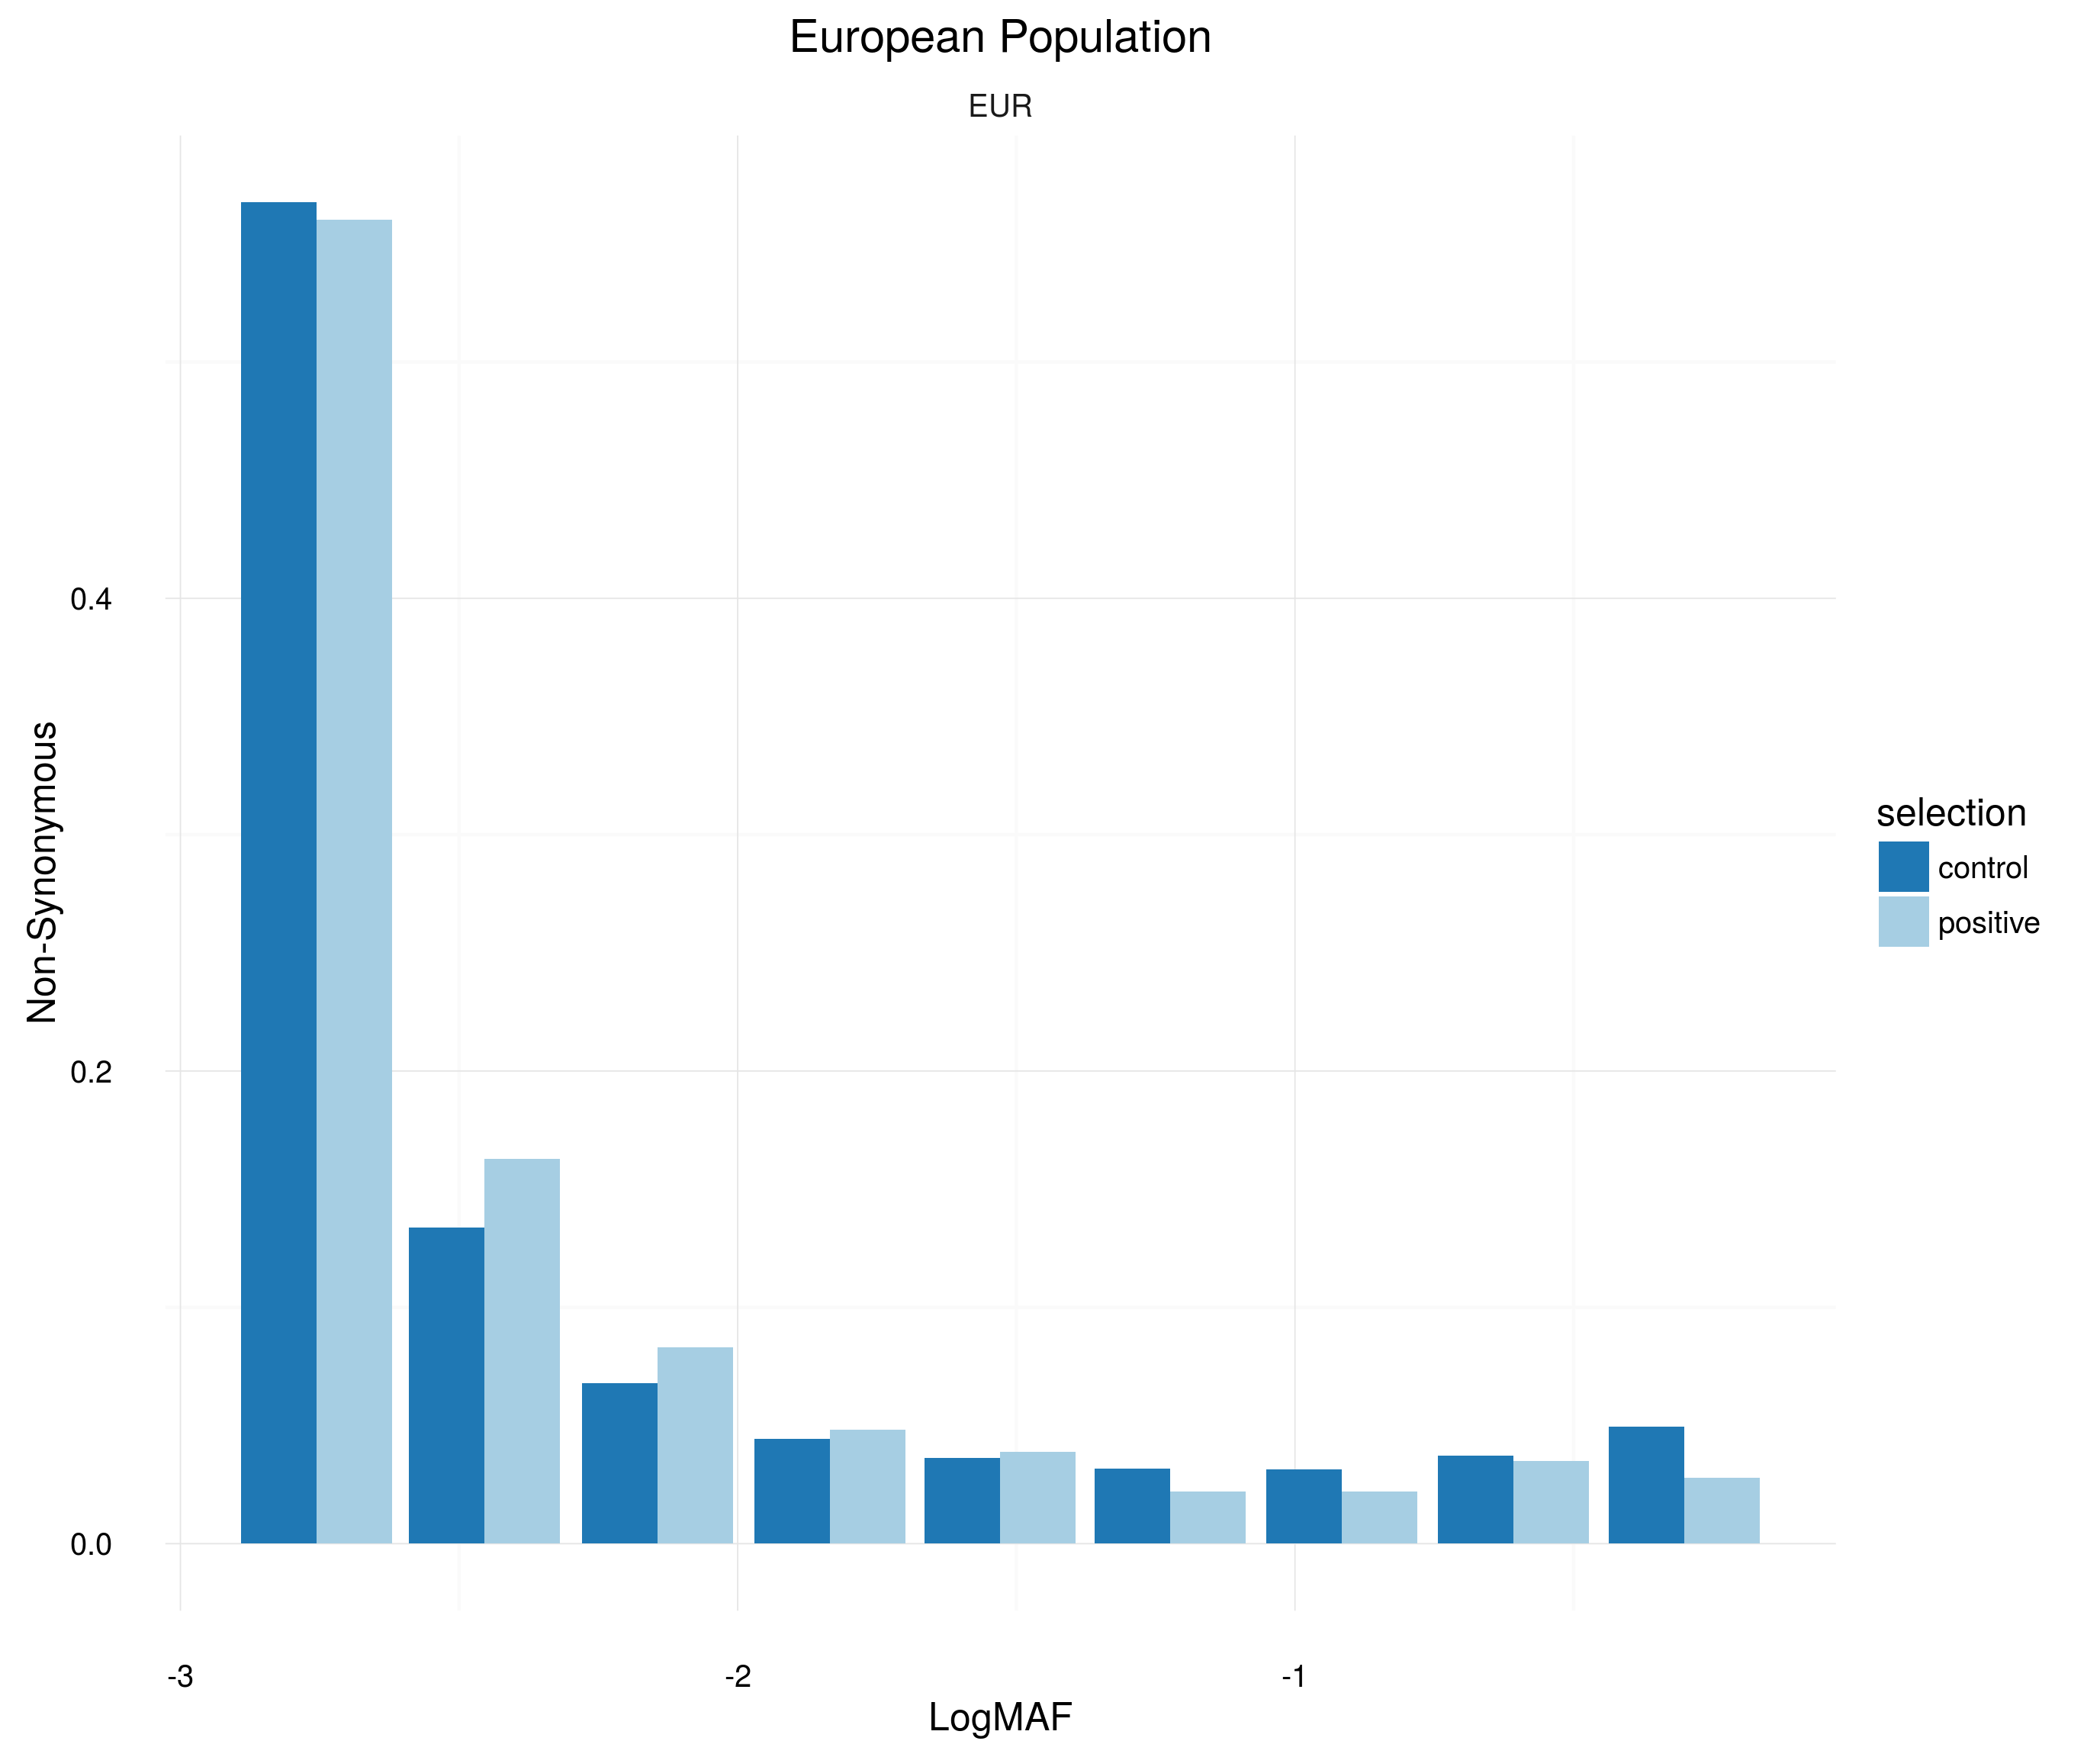 European Population
EUR
Non-Synonymous
0.4
0.2
0.0
-3
-2
-1
LogMAF
selection
control
positive